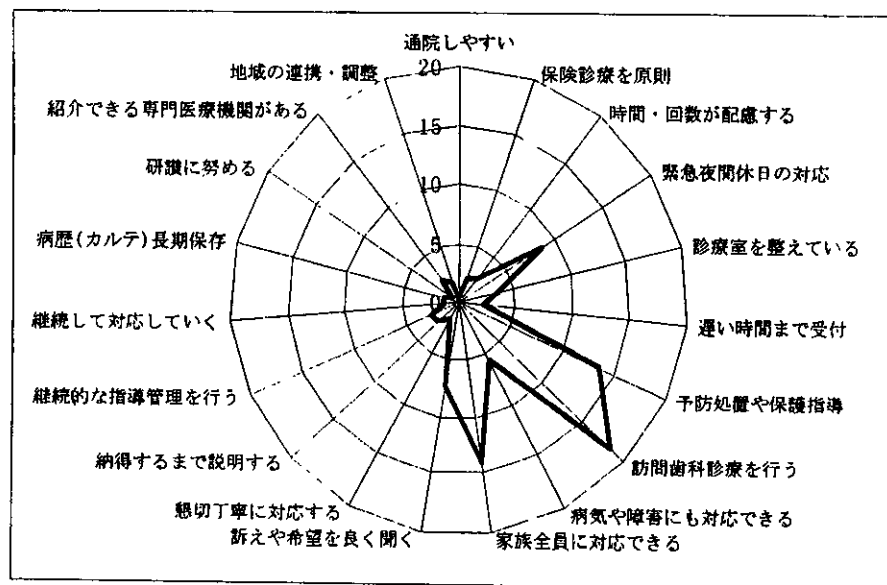 通院しやすい
保険診療を原則
時間・回数が配慮する
緊急夜間休日の対応
診療室を整えている
遅い時間まで受付
予防処置や保護指導
訪問歯科診療を行う
病気や障害にも対応できる
家族全員に対応できる
訴えや希望を良く聞く
懇切丁寧に対応する
納得するまで説明する
継続的な指導管理を行う
継続して対応していく
病歴(カルテ)長期保存
研讃に努める
紹介できる専門医療機関がある
地域の連携・調整
20
15
10
5
0